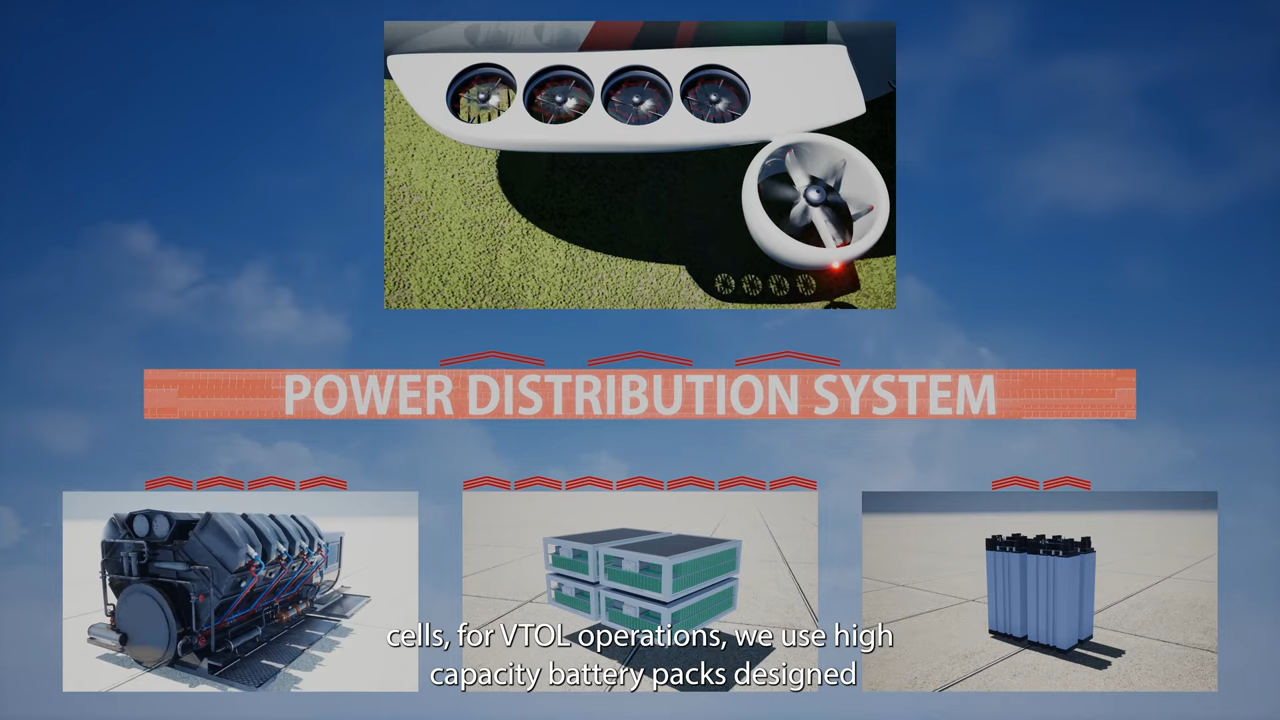 POWER DISTRIBUTION SYSTEM
cells, for VTOL operations, we use high
capacity battery packs designed